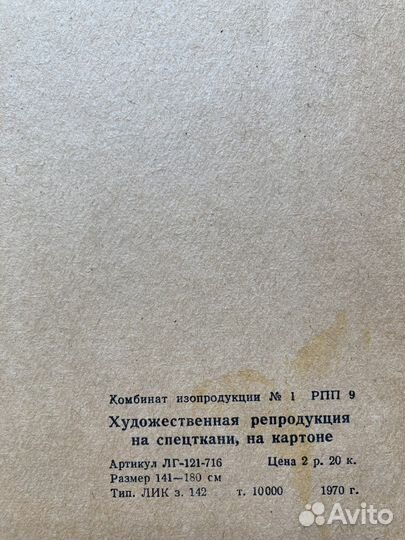 Комбинат изопродукции № 1 РПП 9
Художественная репродукция
на спецткани, на картоне
Артикул ЛГ-121-716 Цена 2 р. 20 к.
Размер 141—180 см
Тип. ЛИК з. 142 т. 10000 1970 г.
Avito